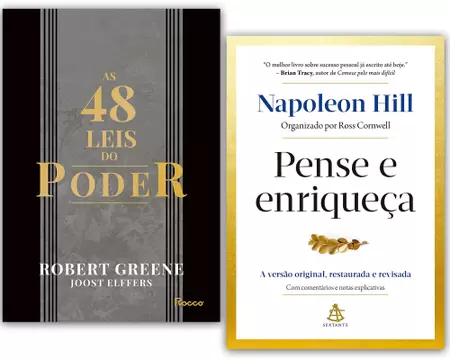 AS
48
LEIS
DO
PODER
ROBERT GREENE
JOOST ELFFERS
Rocco
"O melhor livro sobre sucesso pessoal já escrito até hoje."
– Brian Tracy, autor de Comece pelo mais difícil
Napoleon Hill
Organizado por Ross Cornwell
Pense e
enriqueça
A versão original, restaurada e revisada
Com comentários e notas explicativas
SEXTANTE